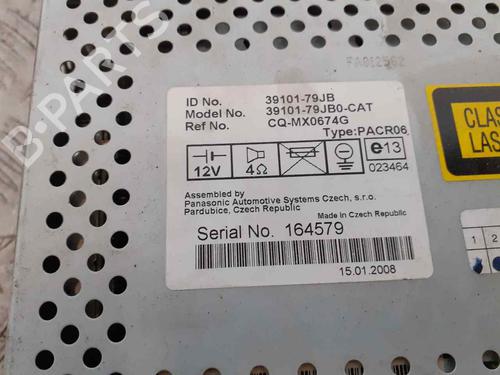 FA012562
ID No. 39101-79JB
Model No. 39101-79JB0-CAT
Ref No. CQ-MX0674G
Type:PACR06
12V
4Ω
e13
023464
Assembled by
Panasonic Automotive Systems Czech, s.r.o.
Pardubice, Czech Republic
Made in Czech Republic
Serial No. 164579
15.01.2008
CLAS
LAS
1 2